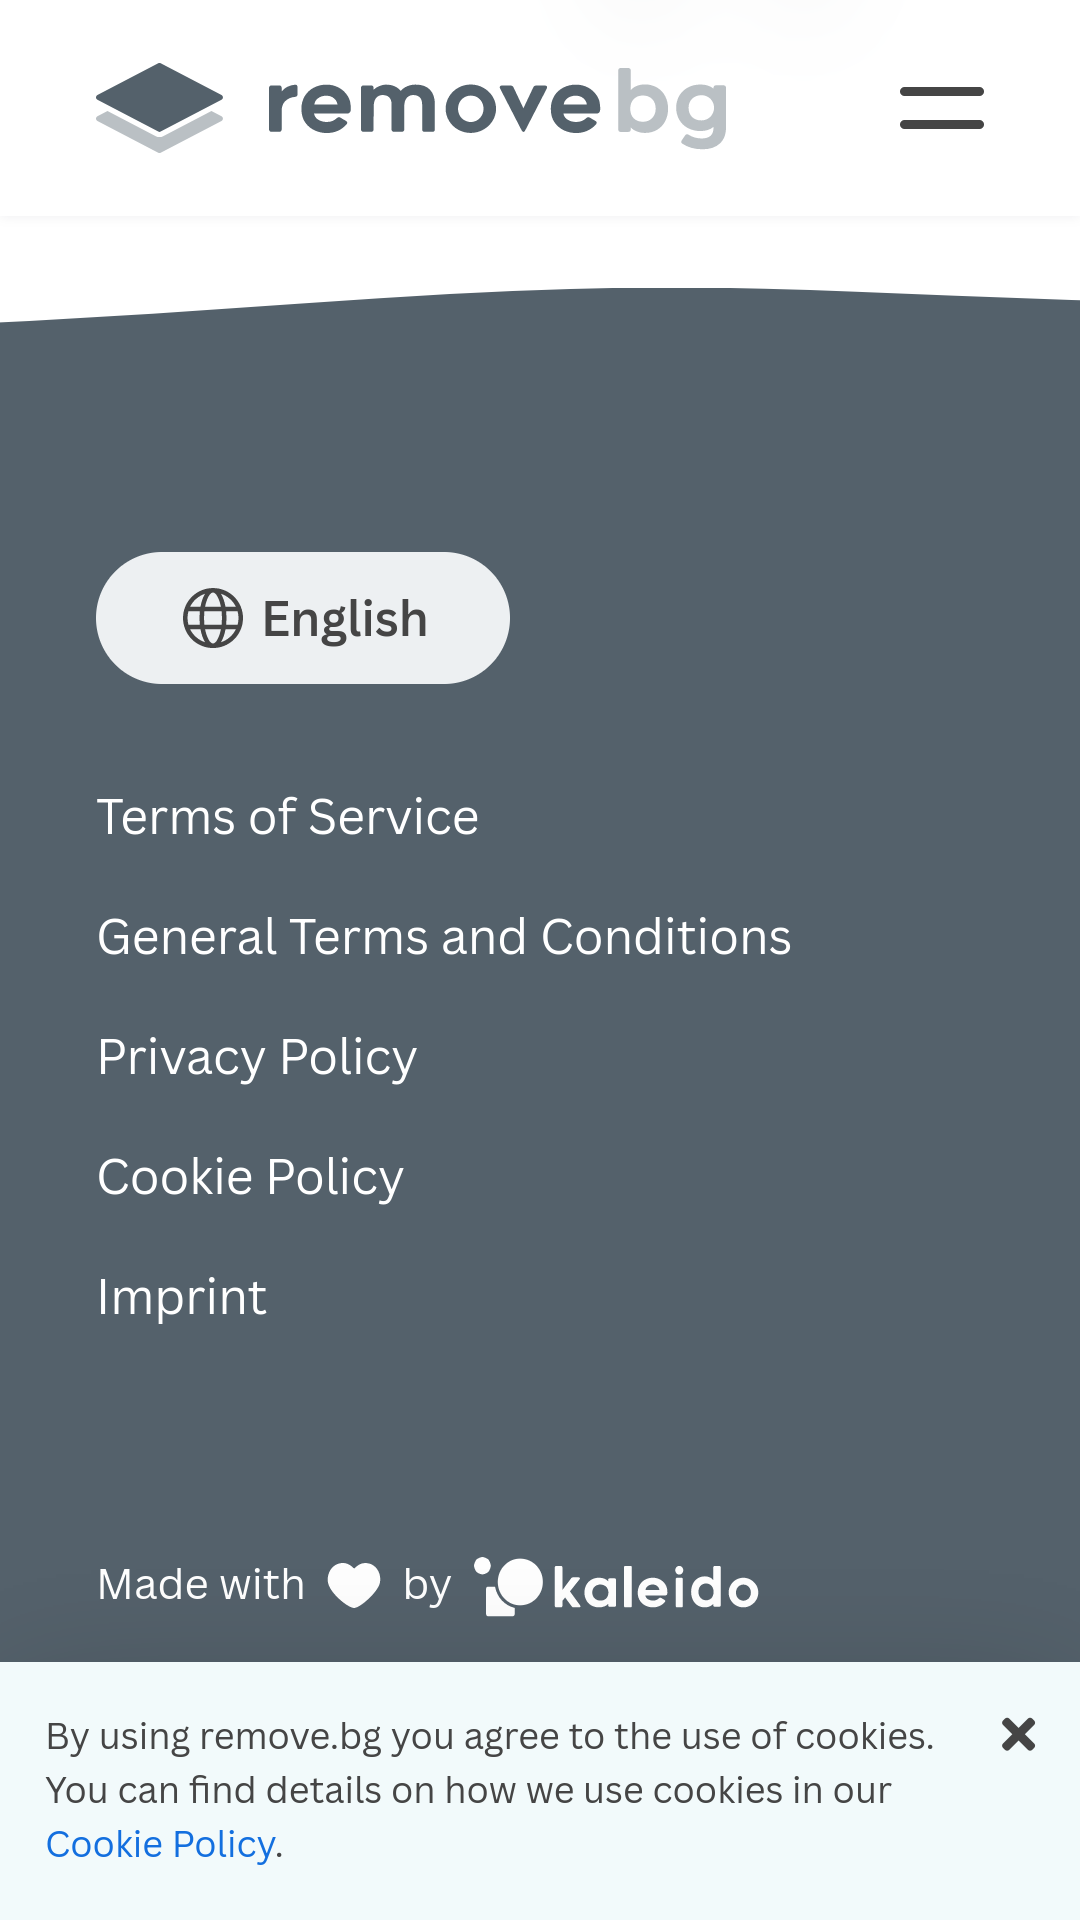 removebg
English
Terms of Service
General Terms and Conditions
Privacy Policy
Cookie Policy
Imprint
Made with by kaleido
By using remove.bg you agree to the use of cookies.
You can find details on how we use cookies in our
Cookie Policy.